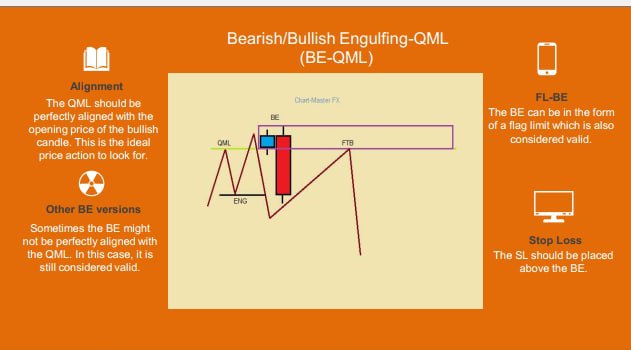 Bearish/Bullish Engulfing-QML
(BE-QML)
Alignment
The QML should be
perfectly aligned with the
opening price of the bullish
candle. This is the ideal
price action to look for.
Other BE versions
Sometimes the BE might
not be perfectly aligned with
the QML. In this case, it is
still considered valid.
Chart-Master FX
BE
QML
FTB
ENG
FL-BE
The BE can be in the form
of a flag limit which is also
considered valid.
Stop Loss
The SL should be placed
above the BE.